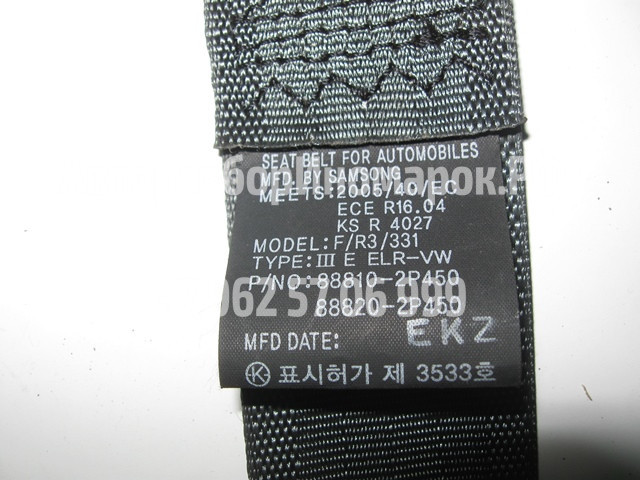 SEAT BELT FOR AUTOMOBILES
MFD. BY SAMSONG
MEETS:2005/40/EC
ECE R16.04
KS R 4027
MODEL:F/R3/331
TYPE:III E ELR-VW
P/NO:88810-2P450
88820-2P450
MFD DATE: EKZ
K 표시허가 제 3533호